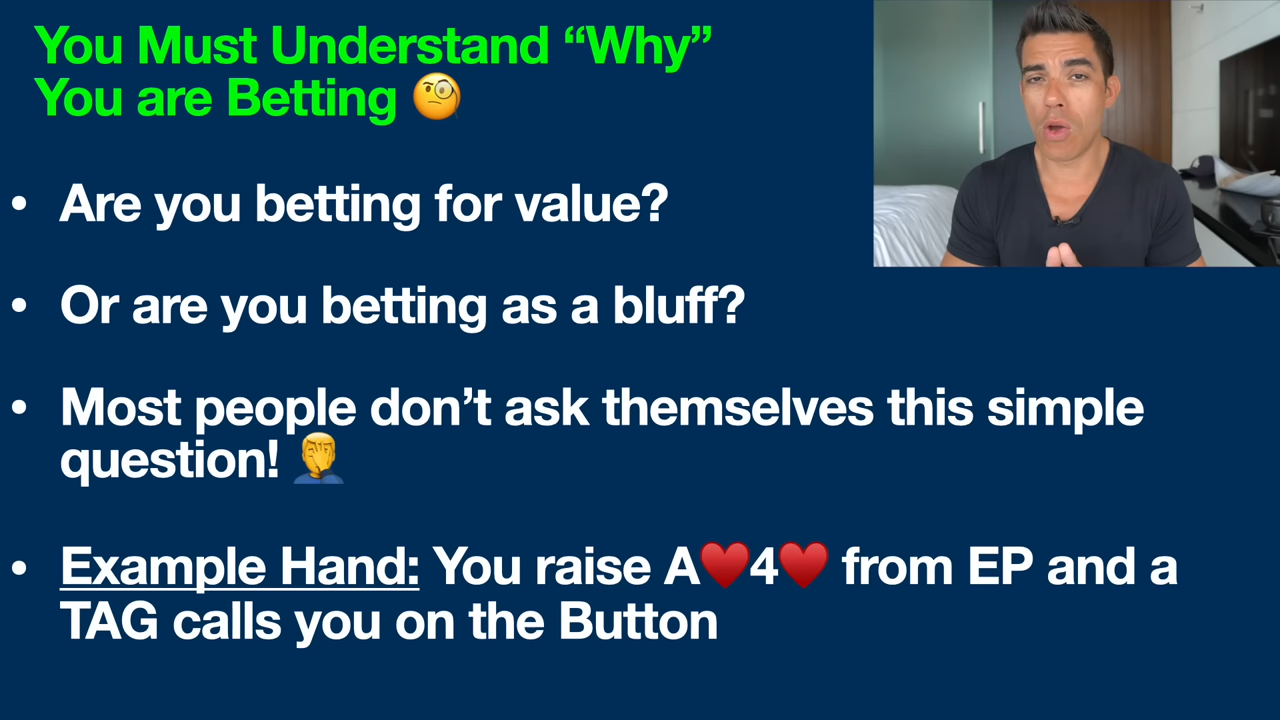 You Must Understand “Why”
You are Betting 🧐
• Are you betting for value?
• Or are you betting as a bluff?
• Most people don’t ask themselves this simple
question! 🤦‍♂️
• Example Hand: You raise A♥️4♥️ from EP and a
TAG calls you on the Button